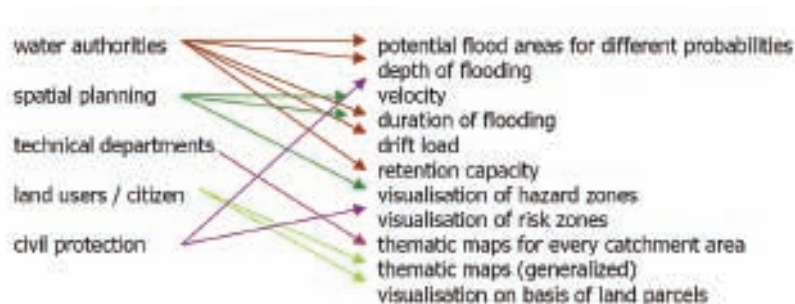 water authorities
spatial planning
technical departments
land users / citizen
civil protection
potential flood areas for different probabilities
depth of flooding
velocity
duration of flooding
drift load
retention capacity
visualisation of hazard zones
visualisation of risk zones
thematic maps for every catchment area
thematic maps (generalized)
visualisation on basis of land parcels